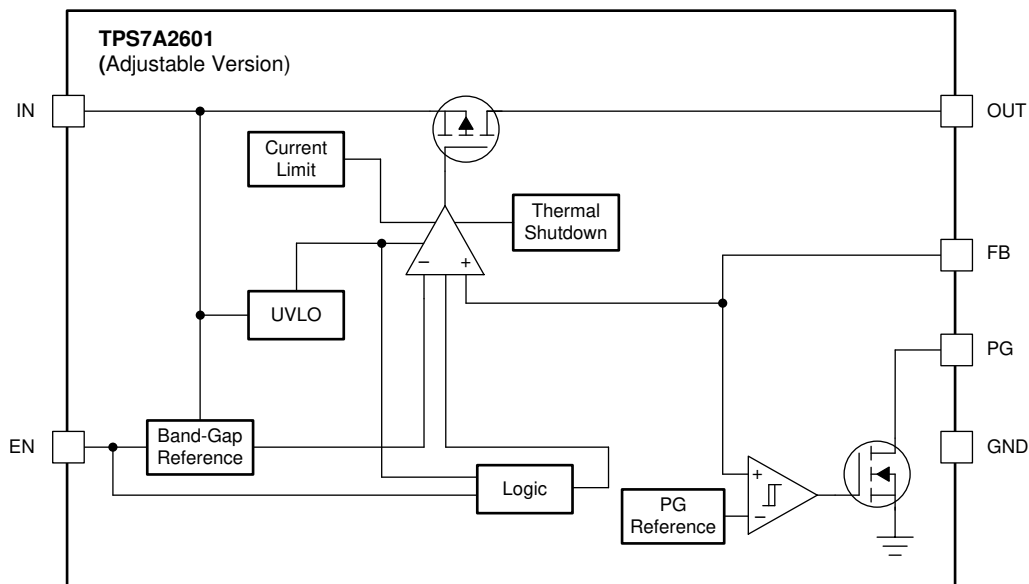 TPS7A2601
(Adjustable Version)
IN
OUT
Current
Limit
Thermal
Shutdown
− +
FB
UVLO
PG
EN
Band-Gap
Reference
GND
Logic
+
PG
Reference
−